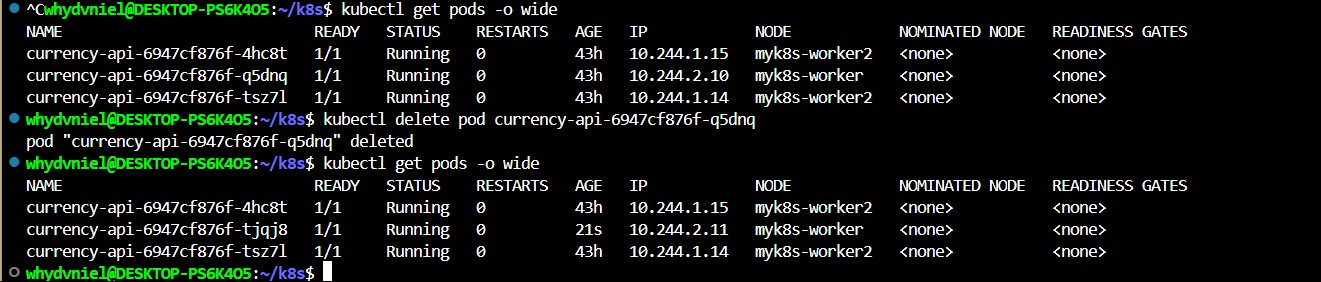 ^Cwhydvniel@DESKTOP-PS6K4O5:~/k8s$ kubectl get pods -o wide
NAME READY STATUS RESTARTS AGE IP NODE NOMINATED NODE READINESS GATES
currency-api-6947cf876f-4hc8t 1/1 Running 0 43h 10.244.1.15 myk8s-worker2 <none> <none>
currency-api-6947cf876f-q5dnq 1/1 Running 0 43h 10.244.2.10 myk8s-worker <none> <none>
currency-api-6947cf876f-tsz7l 1/1 Running 0 43h 10.244.1.14 myk8s-worker2 <none> <none>
whydvniel@DESKTOP-PS6K4O5:~/k8s$ kubectl delete pod currency-api-6947cf876f-q5dnq
pod "currency-api-6947cf876f-q5dnq" deleted
whydvniel@DESKTOP-PS6K4O5:~/k8s$ kubectl get pods -o wide
NAME READY STATUS RESTARTS AGE IP NODE NOMINATED NODE READINESS GATES
currency-api-6947cf876f-4hc8t 1/1 Running 0 43h 10.244.1.15 myk8s-worker2 <none> <none>
currency-api-6947cf876f-tjqj8 1/1 Running 0 21s 10.244.2.11 myk8s-worker <none> <none>
currency-api-6947cf876f-tsz7l 1/1 Running 0 43h 10.244.1.14 myk8s-worker2 <none> <none>
whydvniel@DESKTOP-PS6K4O5:~/k8s$